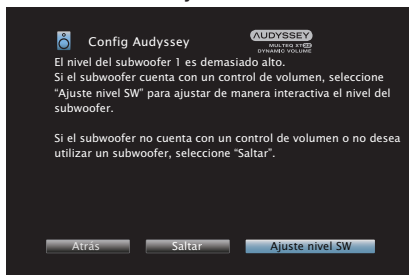 Config Audyssey
AUDYSSEY
MULTEQ XT32
DYNAMIC VOLUME
El nivel del subwoofer 1 es demasiado alto.
Si el subwoofer cuenta con un control de volumen, seleccione
“Ajuste nivel SW” para ajustar de manera interactiva el nivel del
subwoofer.
Si el subwoofer no cuenta con un control de volumen o no desea
utilizar un subwoofer, seleccione “Saltar”.
Atrás
Saltar
Ajuste nivel SW